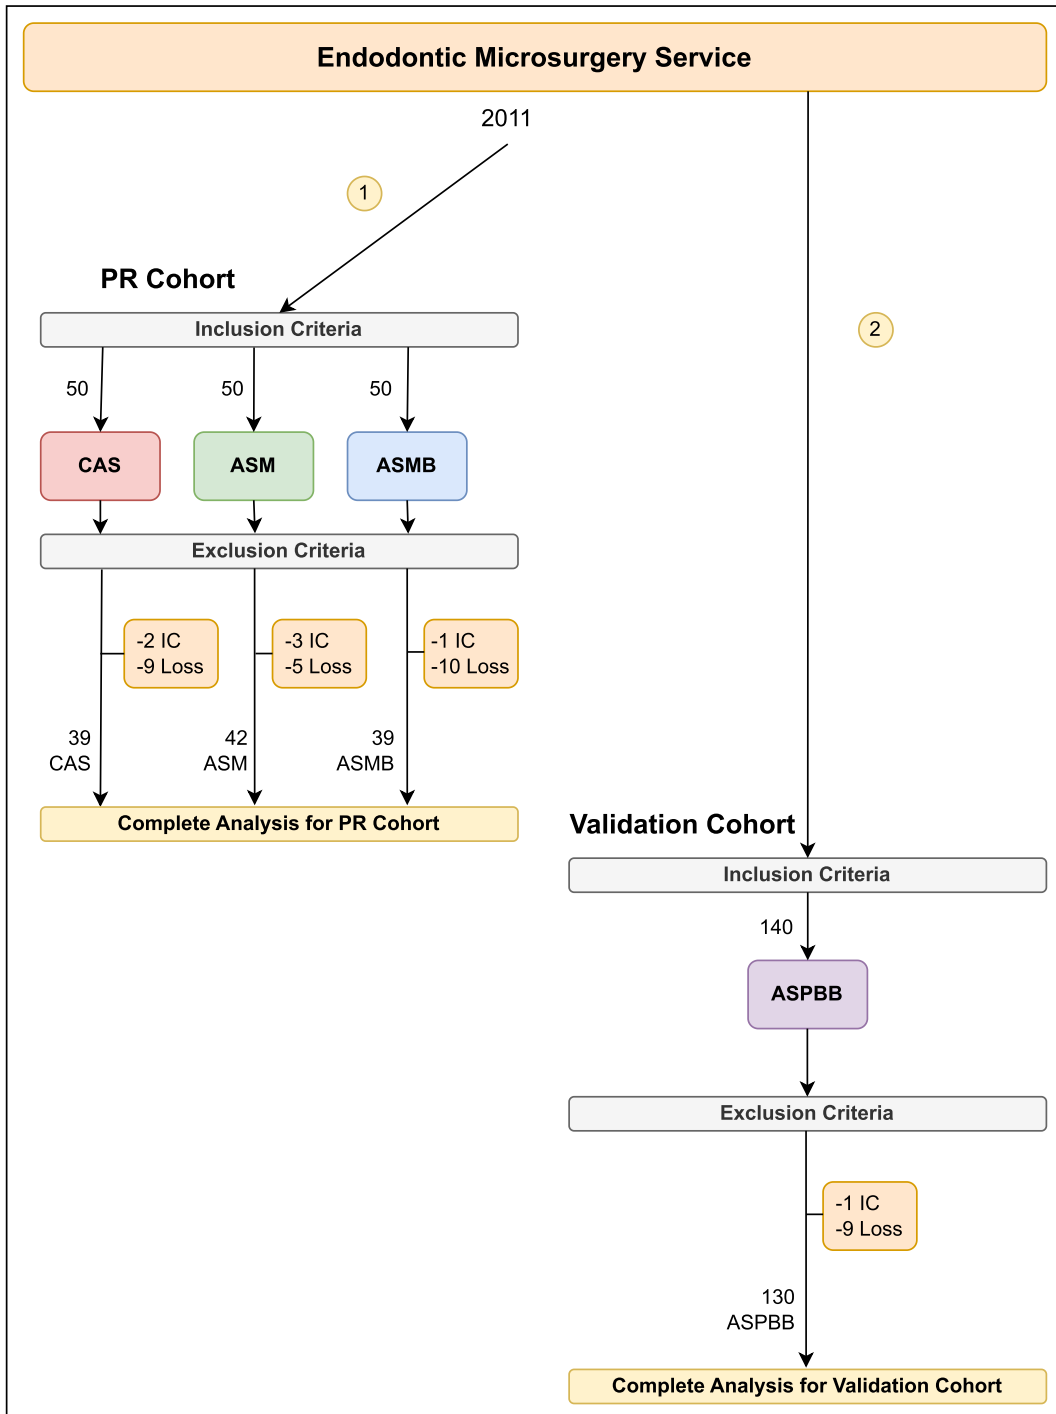 Endodontic Microsurgery Service
2011
1
PR Cohort
Inclusion Criteria
2
50
50
50
CAS
ASM
ASMB
Exclusion Criteria
-2 IC
-9 Loss
-3 IC
-5 Loss
-1 IC
-10 Loss
39
CAS
42
ASM
39
ASMB
Complete Analysis for PR Cohort
Validation Cohort
Inclusion Criteria
140
ASPBB
Exclusion Criteria
-1 IC
-9 Loss
130
ASPBB
Complete Analysis for Validation Cohort